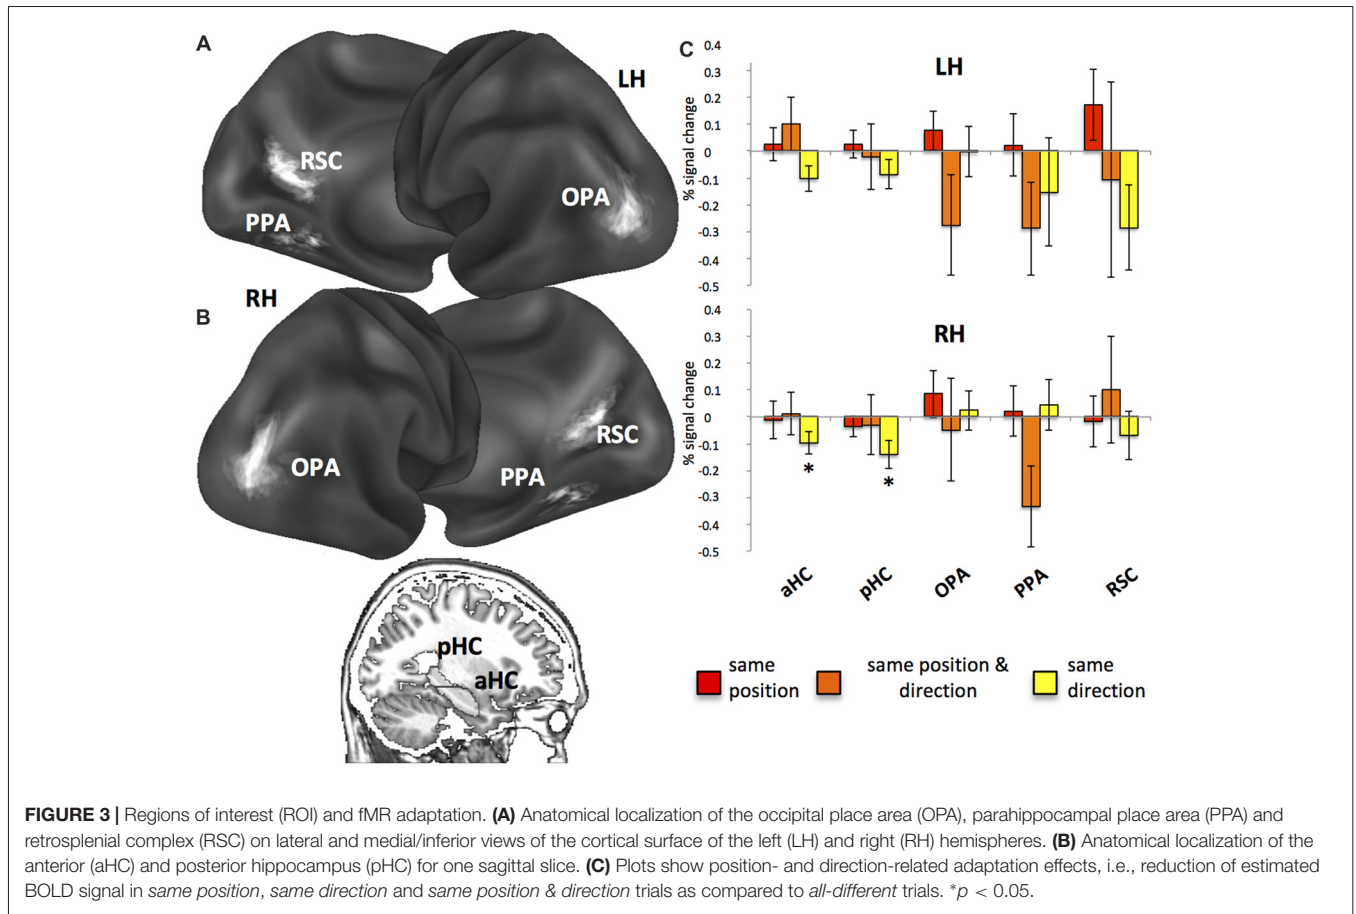 A
LH
RSC
OPA
PPA
RH
B
OPA
RSC
PPA
pHC
aHC
C
LH
% signal change
0.4
0.3
0.2
0.1
0
-0.1
-0.2
-0.3
-0.4
-0.5
RH
% signal change
0.4
0.3
0.2
0.1
0
-0.1
-0.2
-0.3
-0.4
-0.5
*
*
aHC
pHC
OPA
PPA
RSC
same
position
same position &
direction
same
direction
FIGURE 3 | Regions of interest (ROI) and fMR adaptation. (A) Anatomical localization of the occipital place area (OPA), parahippocampal place area (PPA) and
retrosplenial complex (RSC) on lateral and medial/inferior views of the cortical surface of the left (LH) and right (RH) hemispheres. (B) Anatomical localization of the
anterior (aHC) and posterior hippocampus (pHC) for one sagittal slice. (C) Plots show position- and direction-related adaptation effects, i.e., reduction of estimated
BOLD signal in same position, same direction and same position & direction trials as compared to all-different trials. *p < 0.05.